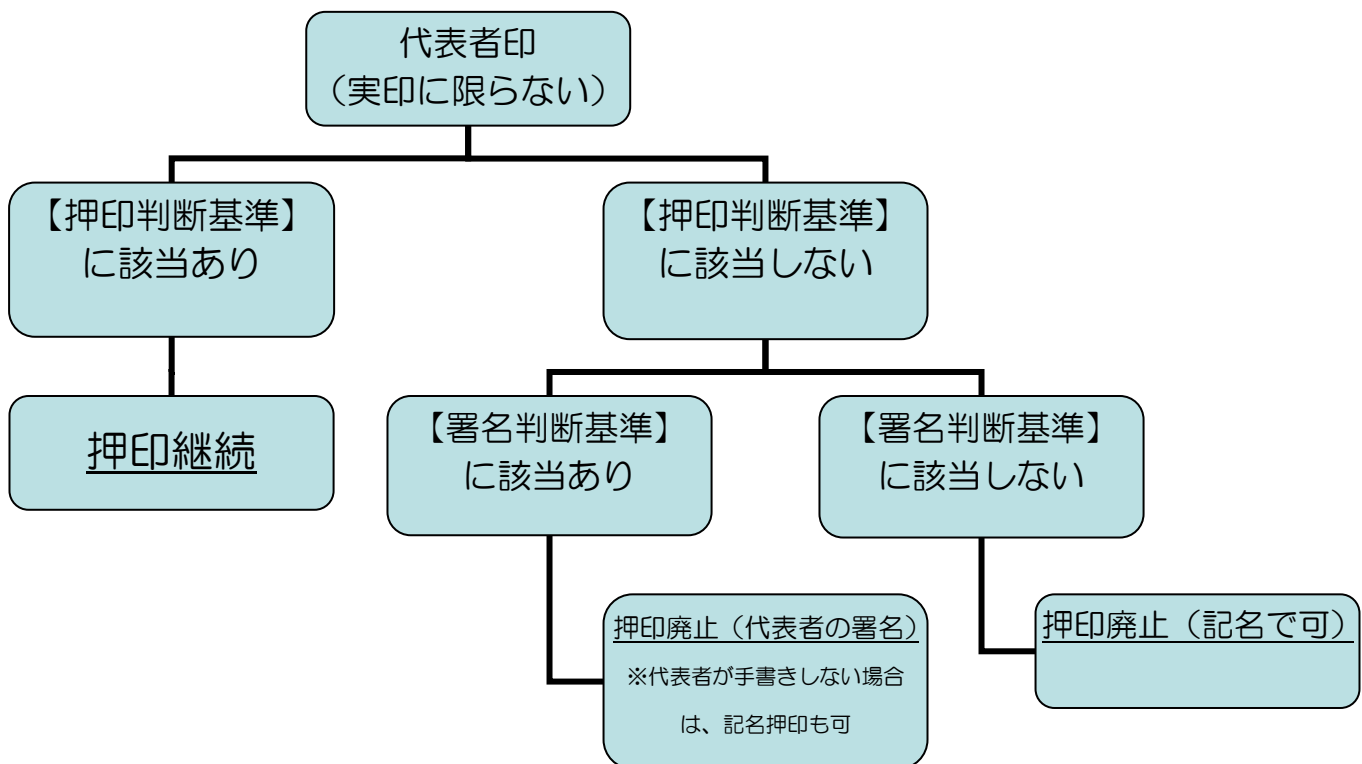 代表者印
（実印に限らない）
【押印判断基準】
に該当あり
【押印判断基準】
に該当しない
押印継続
【署名判断基準】
に該当あり
【署名判断基準】
に該当しない
押印廃止（代表者の署名）
※代表者が手書きしない場合
は、記名押印も可
押印廃止（記名で可）